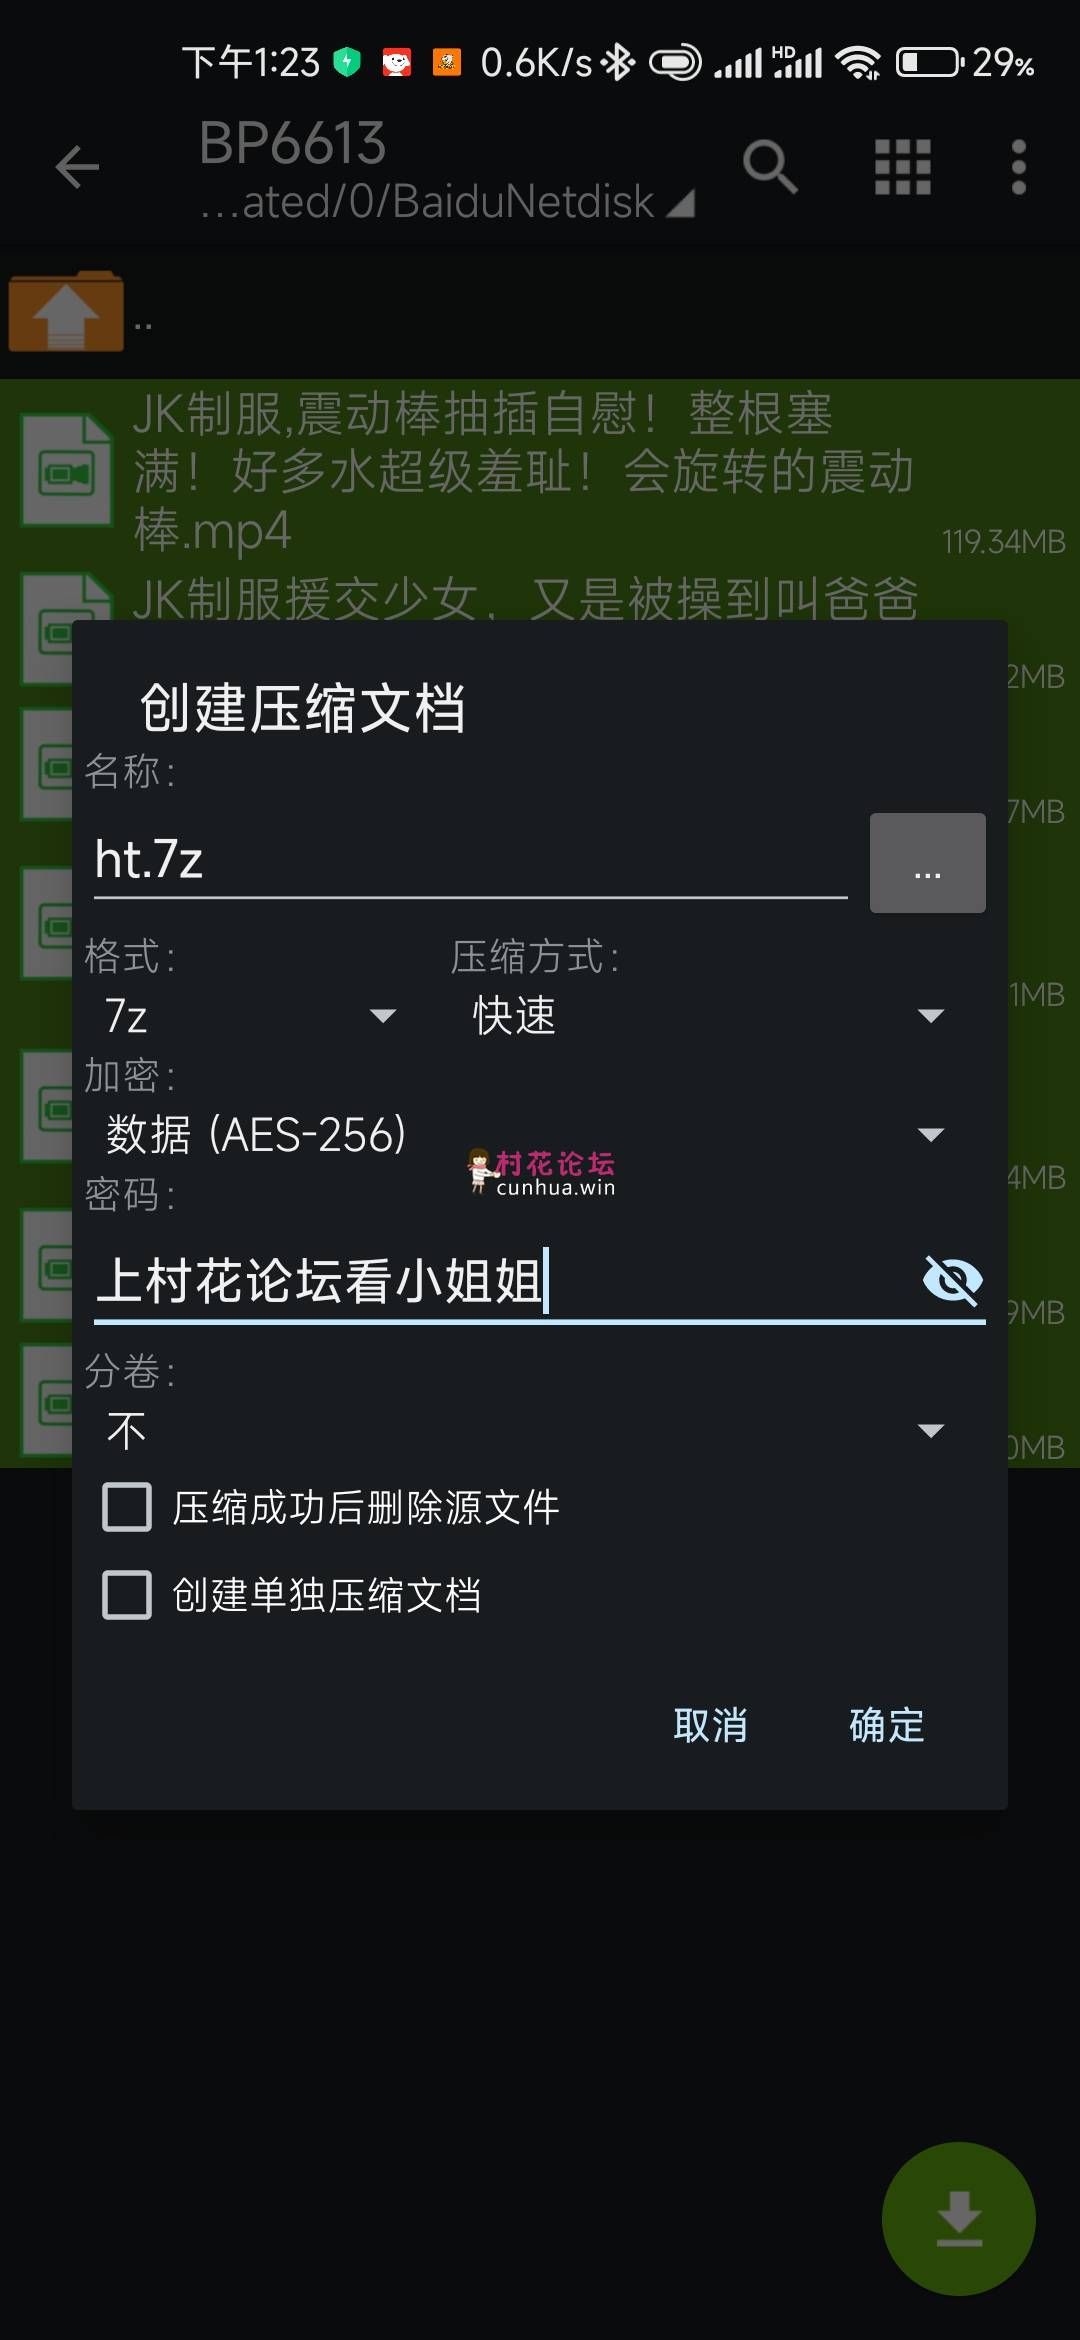 下午1:23 0.6K/s HD 29%
BP6613
...ated/0/BaiduNetdisk
..
JK制服,震动棒抽插自慰！整根塞
满！好多水超级羞耻！会旋转的震动
棒.mp4
119.34MB
JK制服援交少女，又是被操到叫爸爸
2MB
创建压缩文档
名称:
7MB
ht.7z
...
格式: 压缩方式:
1MB
7z 快速
加密:
数据 (AES-256)
村花论坛
4MB
cunhua.win
密码:
上村花论坛看小姐姐
9MB
分卷:
不
0MB
压缩成功后删除源文件
创建单独压缩文档
取消 确定